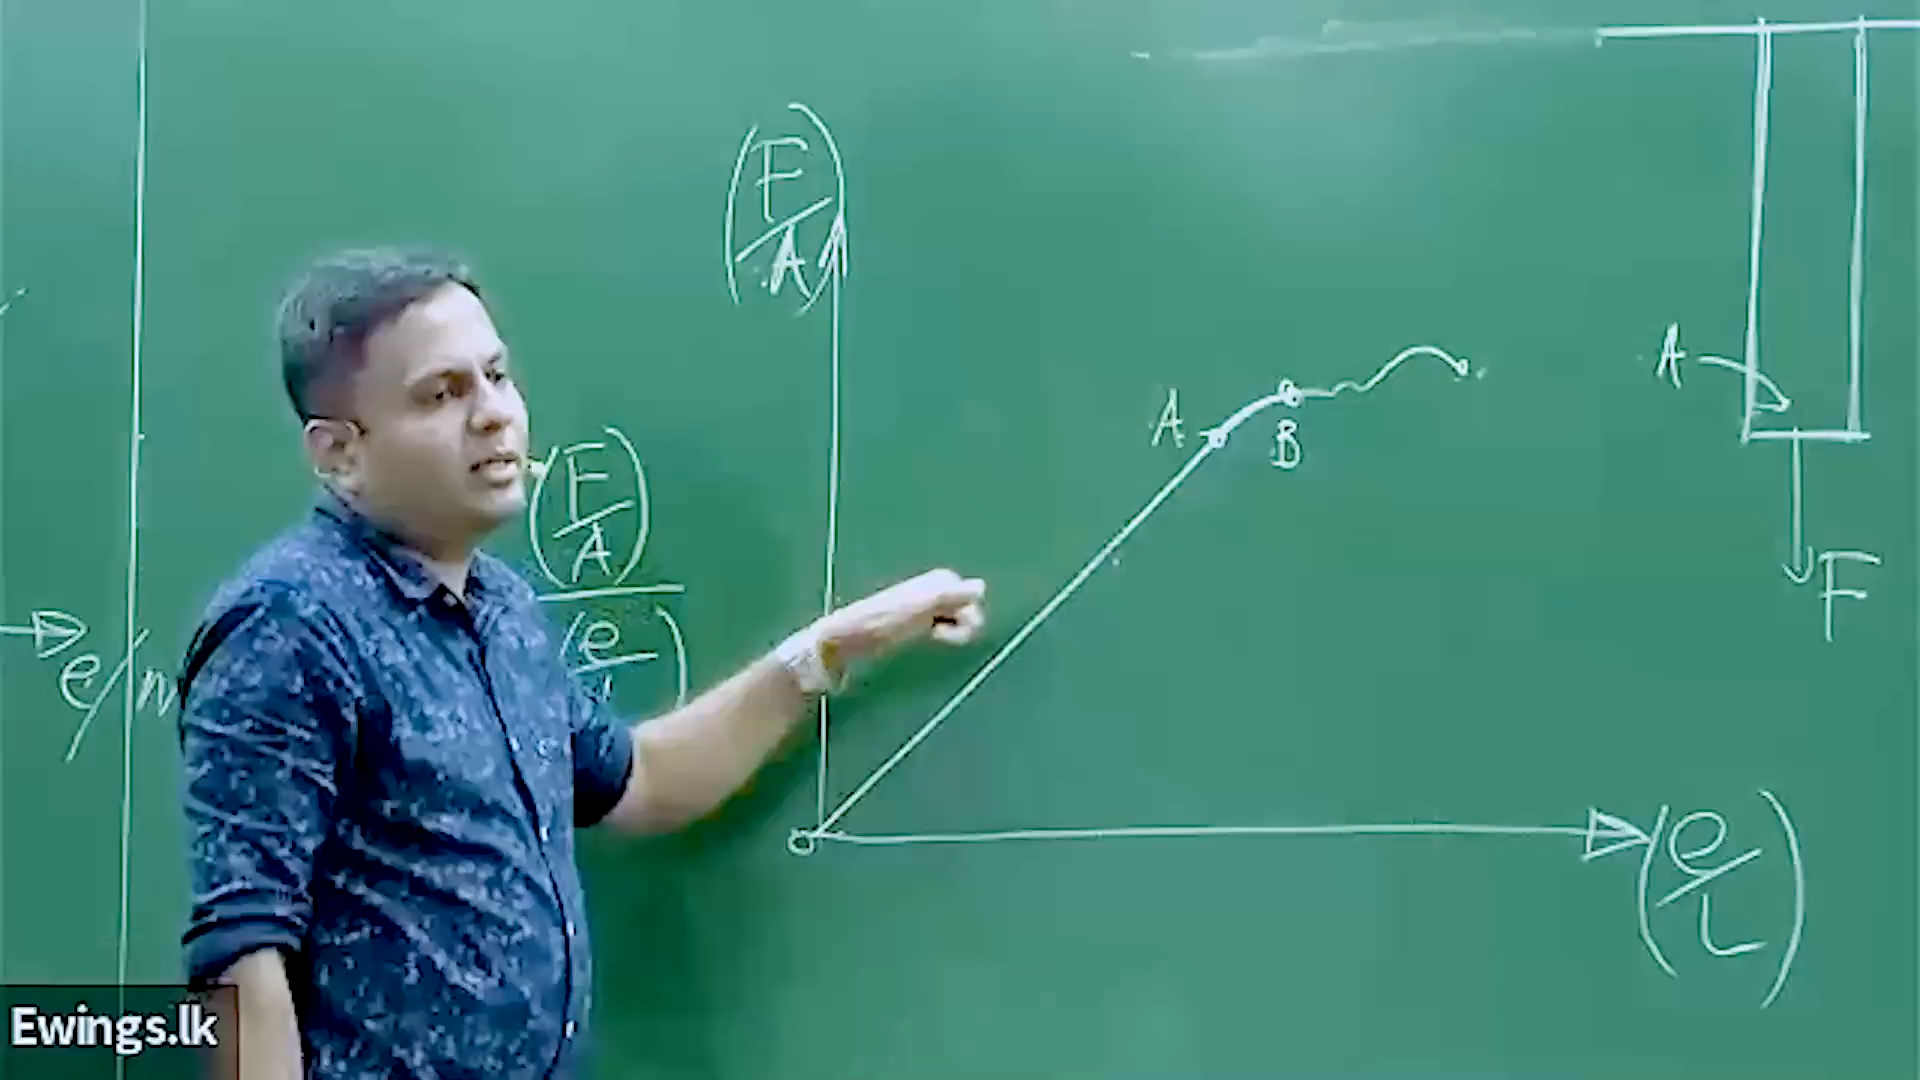 (F/A)
A
B
A
F
(F/A)
(e/
e/m
O
(e/L)
Ewings.lk